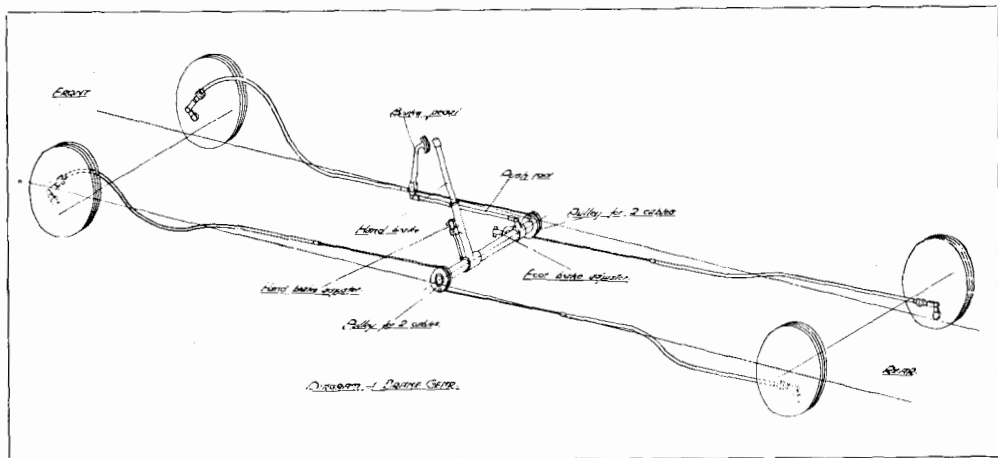 FRONT
Brake pedal
Push rod
Pulley for 2 cables
Hand brake
Foot brake adjuster
Hand brake adjuster
Pulley for 2 cables
REAR.
DIAGRAM of BRAKE GEAR.